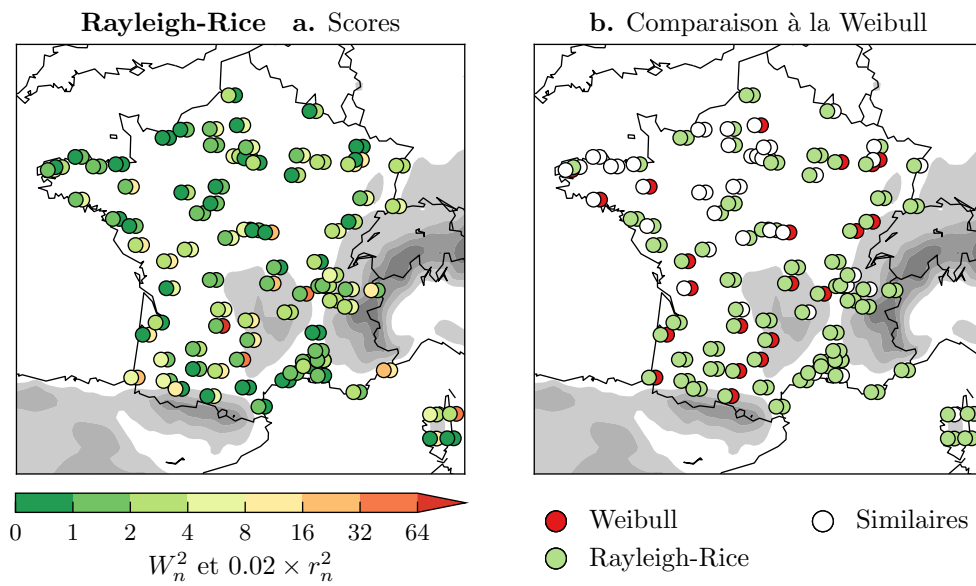 Rayleigh-Rice a. Scores
b. Comparaison à la Weibull
0 1 2 4 8 16 32 64
W_n^2 et 0.02 × r_n^2
Weibull
Similaires
Rayleigh-Rice